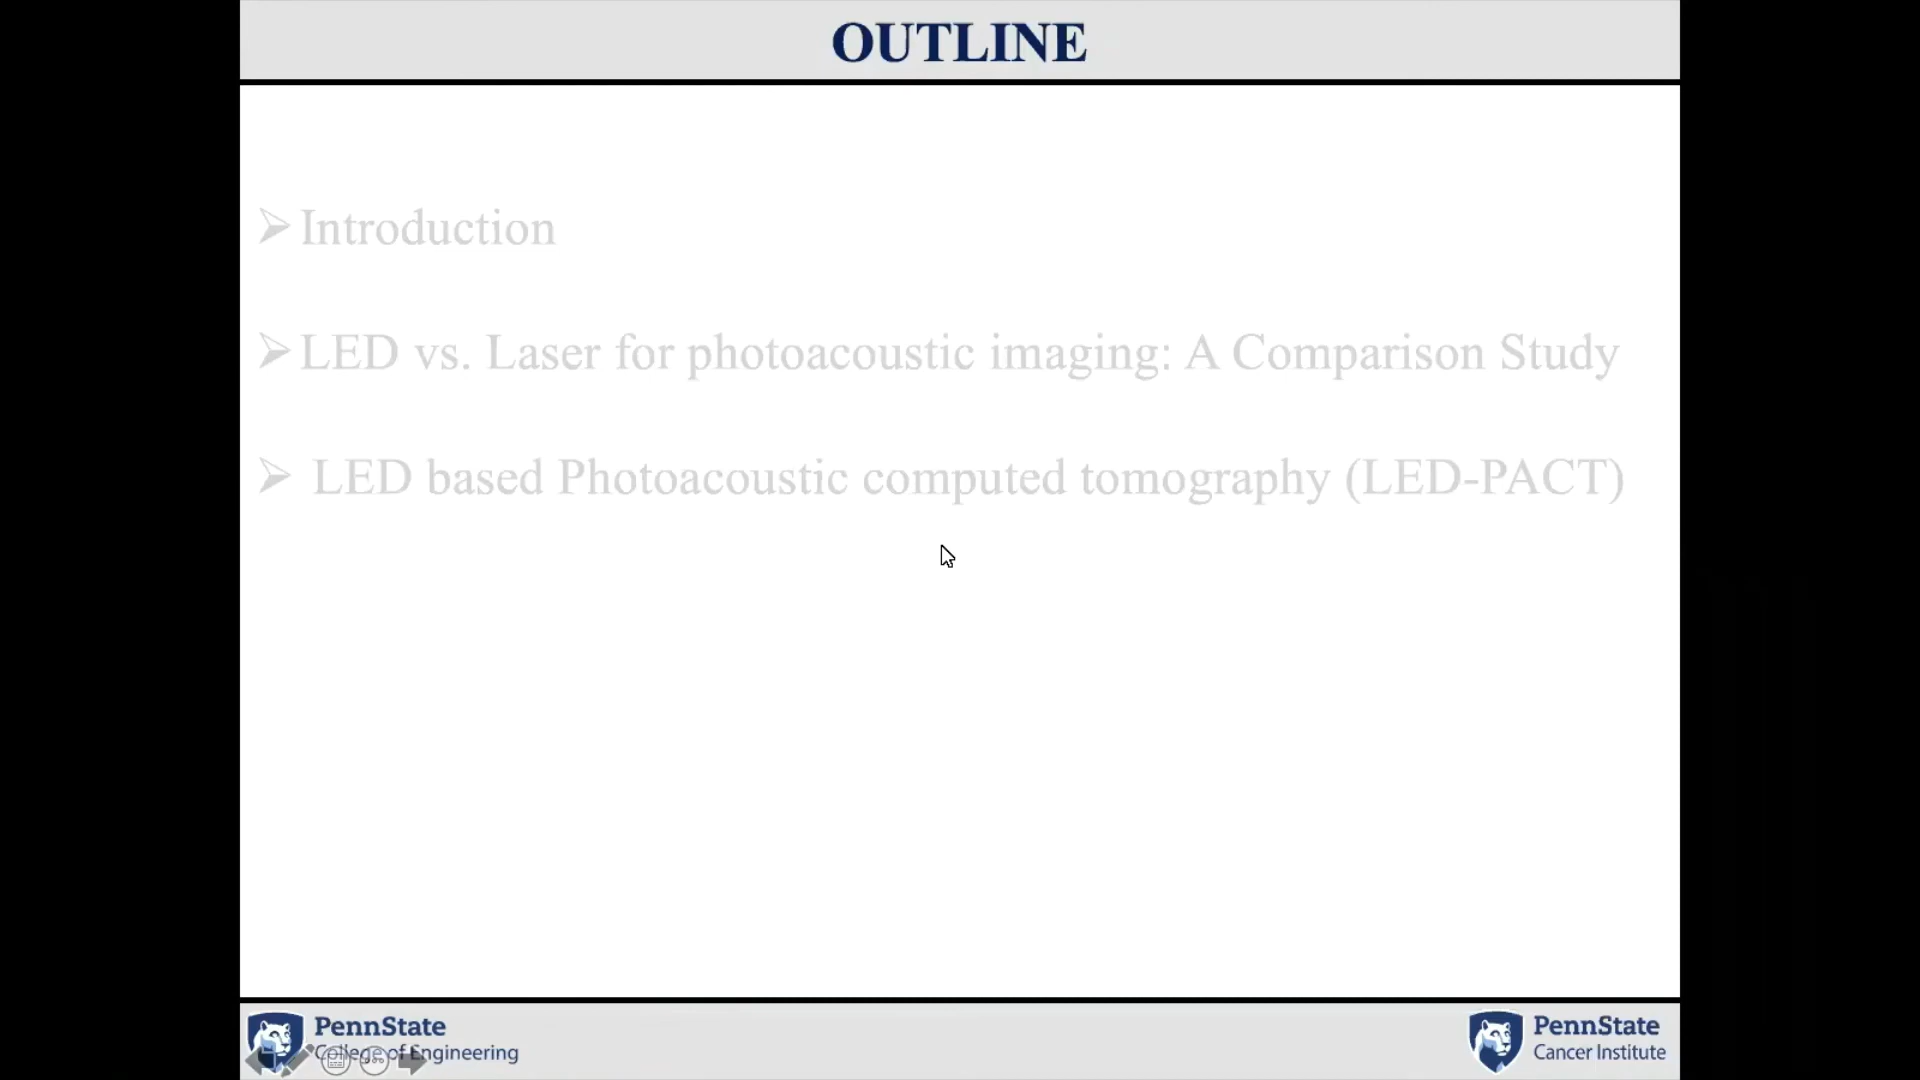 OUTLINE
➢ Introduction
➢ LED vs. Laser for photoacoustic imaging: A Comparison Study
➢ LED based Photoacoustic computed tomography (LED-PACT)
PennState
College of Engineering
PennState
Cancer Institute